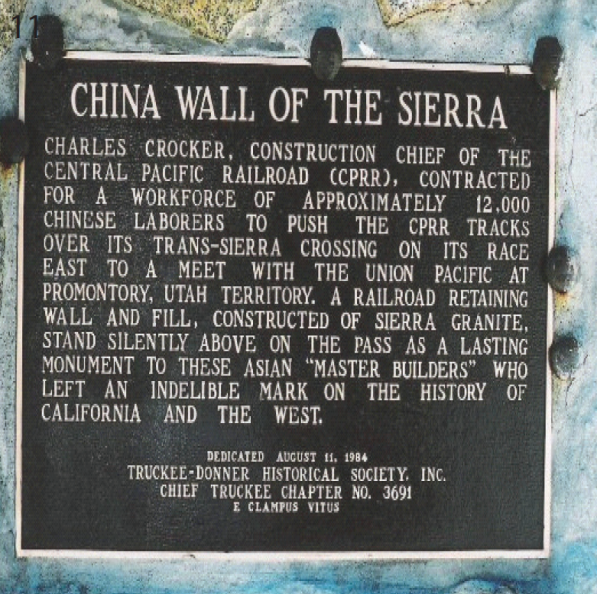 11
CHINA WALL OF THE SIERRA
CHARLES CROCKER, CONSTRUCTION CHIEF OF THE
CENTRAL PACIFIC RAILROAD (CPRR), CONTRACTED
FOR A WORKFORCE OF APPROXIMATELY 12,000
CHINESE LABORERS TO PUSH THE CPRR TRACKS
OVER ITS TRANS-SIERRA CROSSING ON ITS RACE
EAST TO A MEET WITH THE UNION PACIFIC AT
PROMONTORY, UTAH TERRITORY. A RAILROAD RETAINING
WALL AND FILL, CONSTRUCTED OF SIERRA GRANITE,
STAND SILENTLY ABOVE ON THE PASS AS A LASTING
MONUMENT TO THESE ASIAN "MASTER BUILDERS" WHO
LEFT AN INDELIBLE MARK ON THE HISTORY OF
CALIFORNIA AND THE WEST.
DEDICATED AUGUST 11, 1984
TRUCKEE-DONNER HISTORICAL SOCIETY, INC.
CHIEF TRUCKEE CHAPTER NO. 3691
E CLAMPUS VITUS